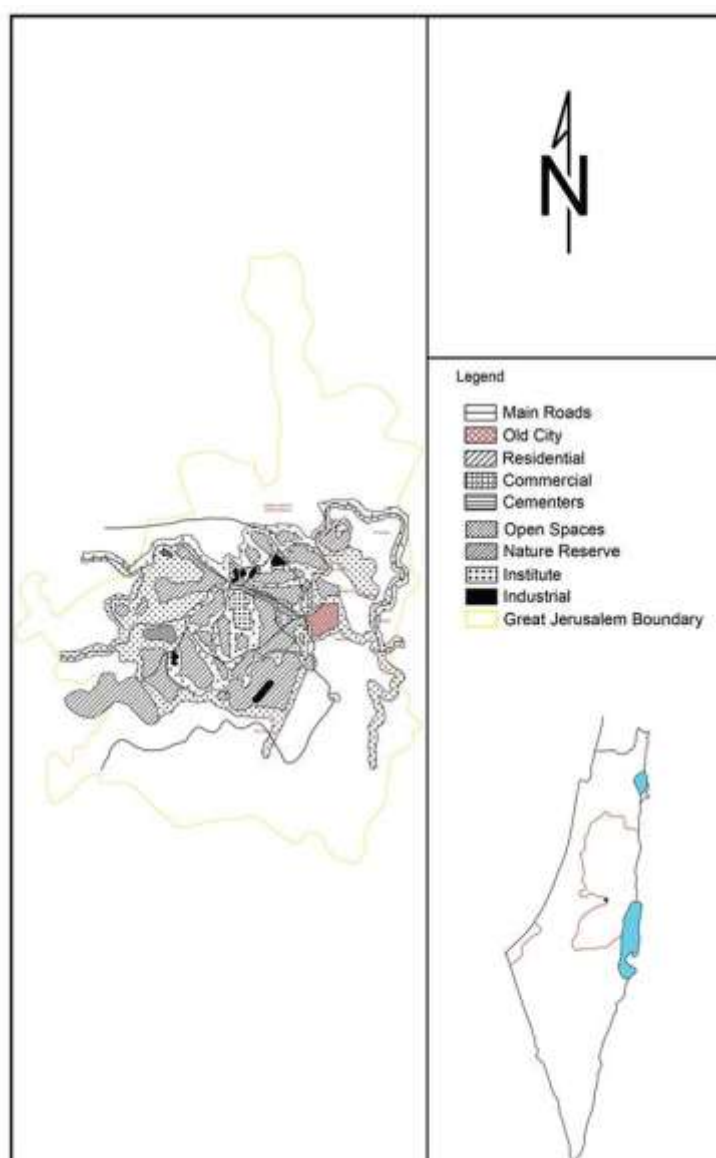 N
Legend
Main Roads
Old City
Residential
Commercial
Cementers
Open Spaces
Nature Reserve
Institute
Industrial
Great Jerusalem Boundary